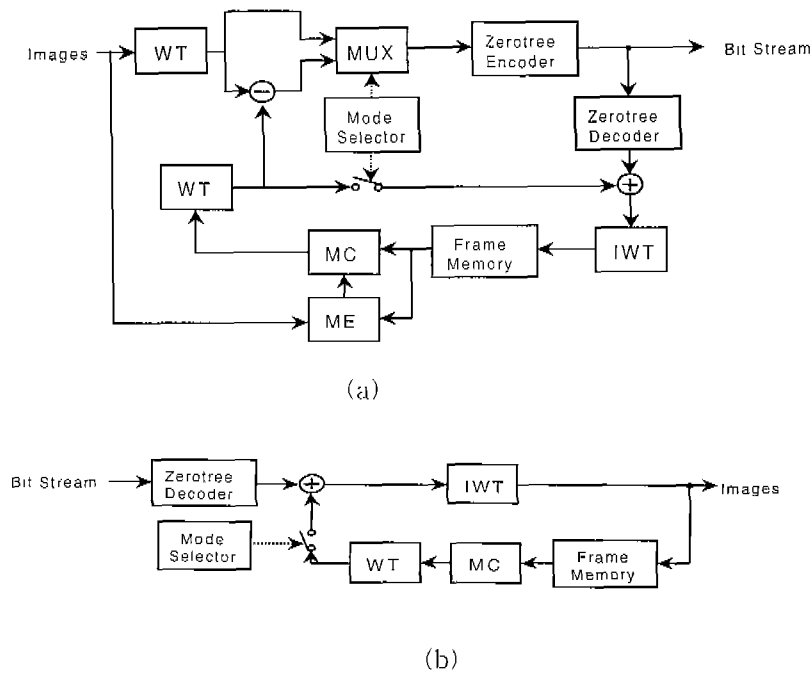 Images
WT
MUX
Zerotree
Encoder
Bit Stream
Mode
Selector
Zerotree
Decoder
WT
MC
Frame
Memory
IWT
ME
(a)
Bit Stream
Zerotree
Decoder
IWT
Images
Mode
Selector
WT
MC
Frame
Memory
(b)